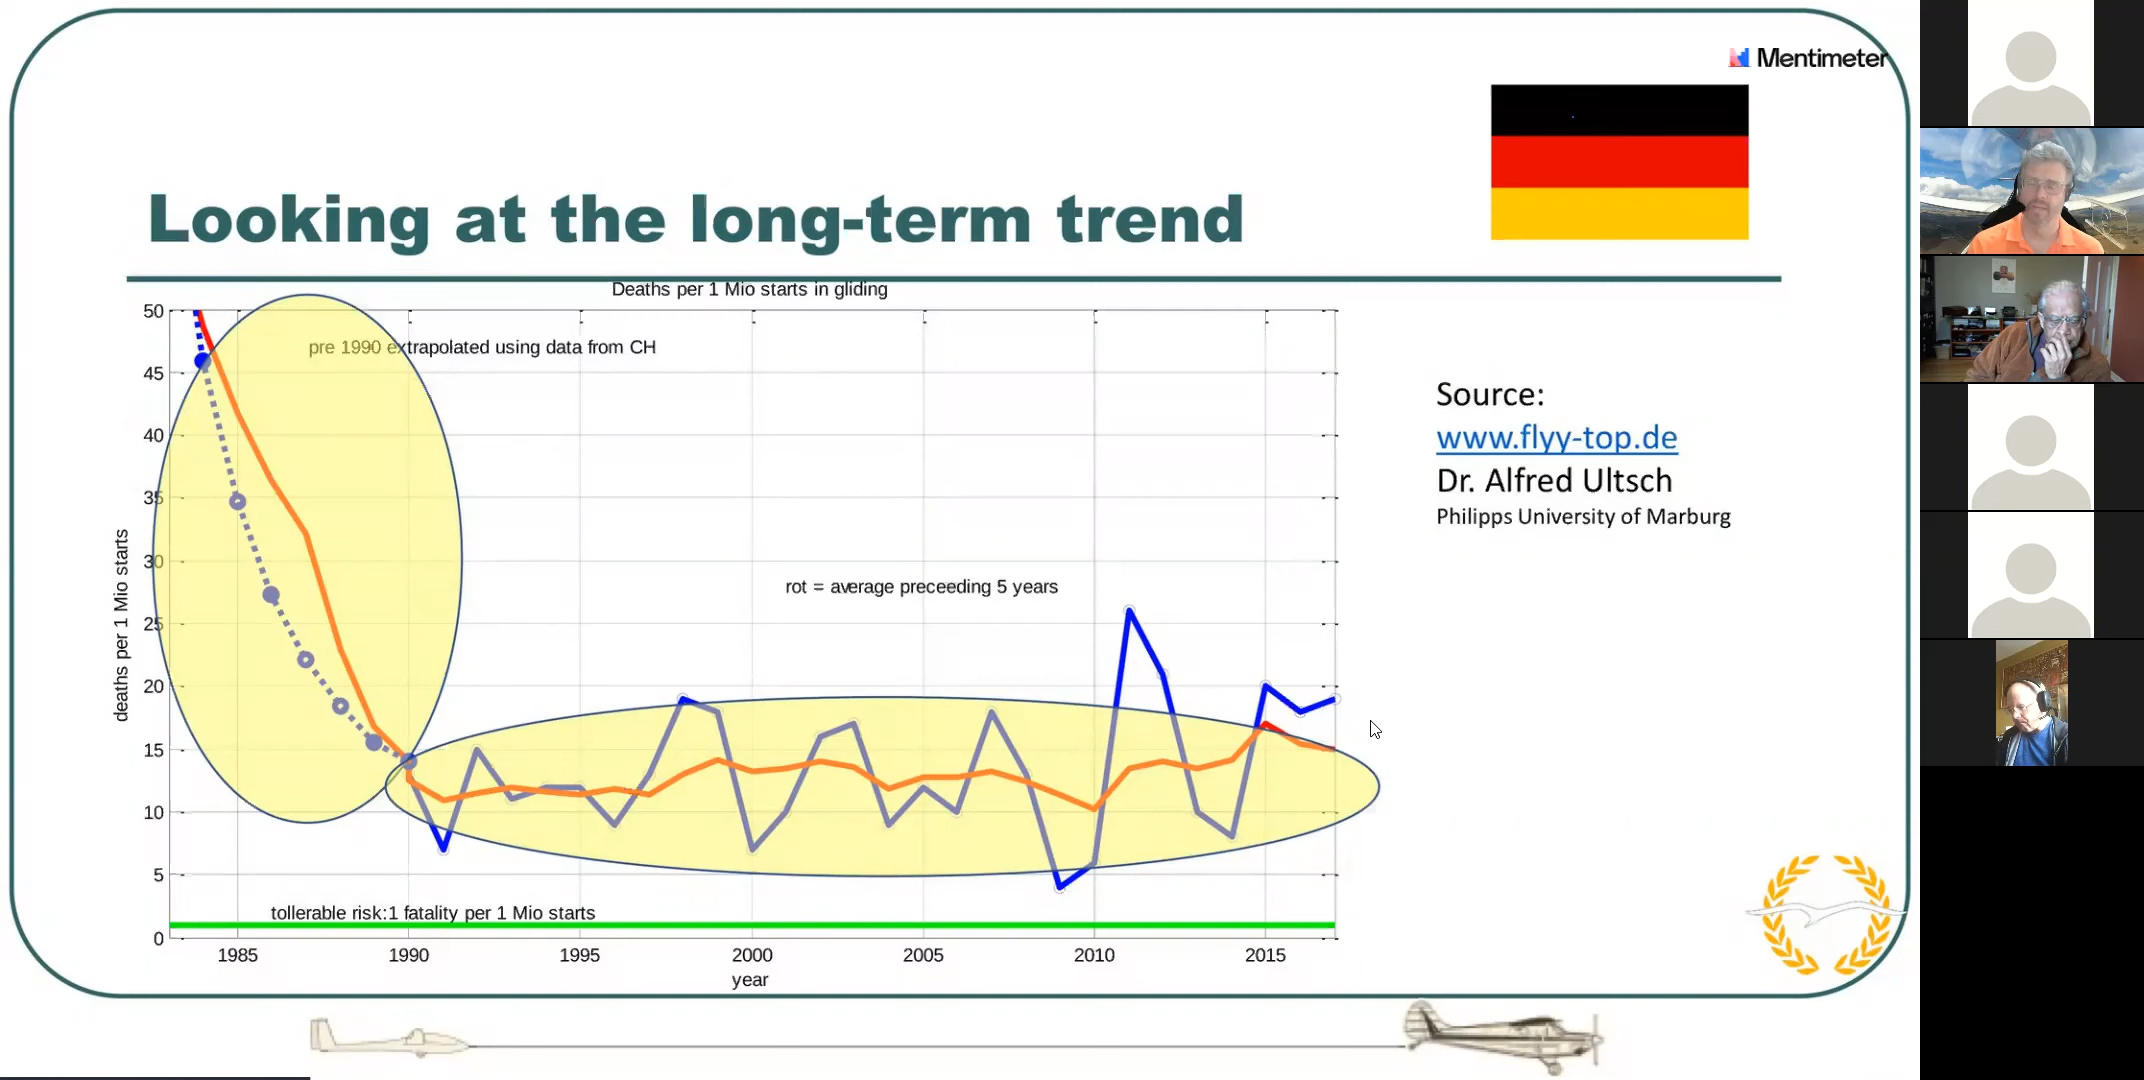 Mentimeter
Looking at the long-term trend
Deaths per 1 Mio starts in gliding
pre 1990 extrapolated using data from CH
rot = average preceeding 5 years
tollerable risk:1 fatality per 1 Mio starts
deaths per 1 Mio starts
50
45
40
35
30
25
20
15
10
5
0
1985 1990 1995 2000 2005 2010 2015
year
Source:
www.flyy-top.de
Dr. Alfred Ultsch
Philipps University of Marburg